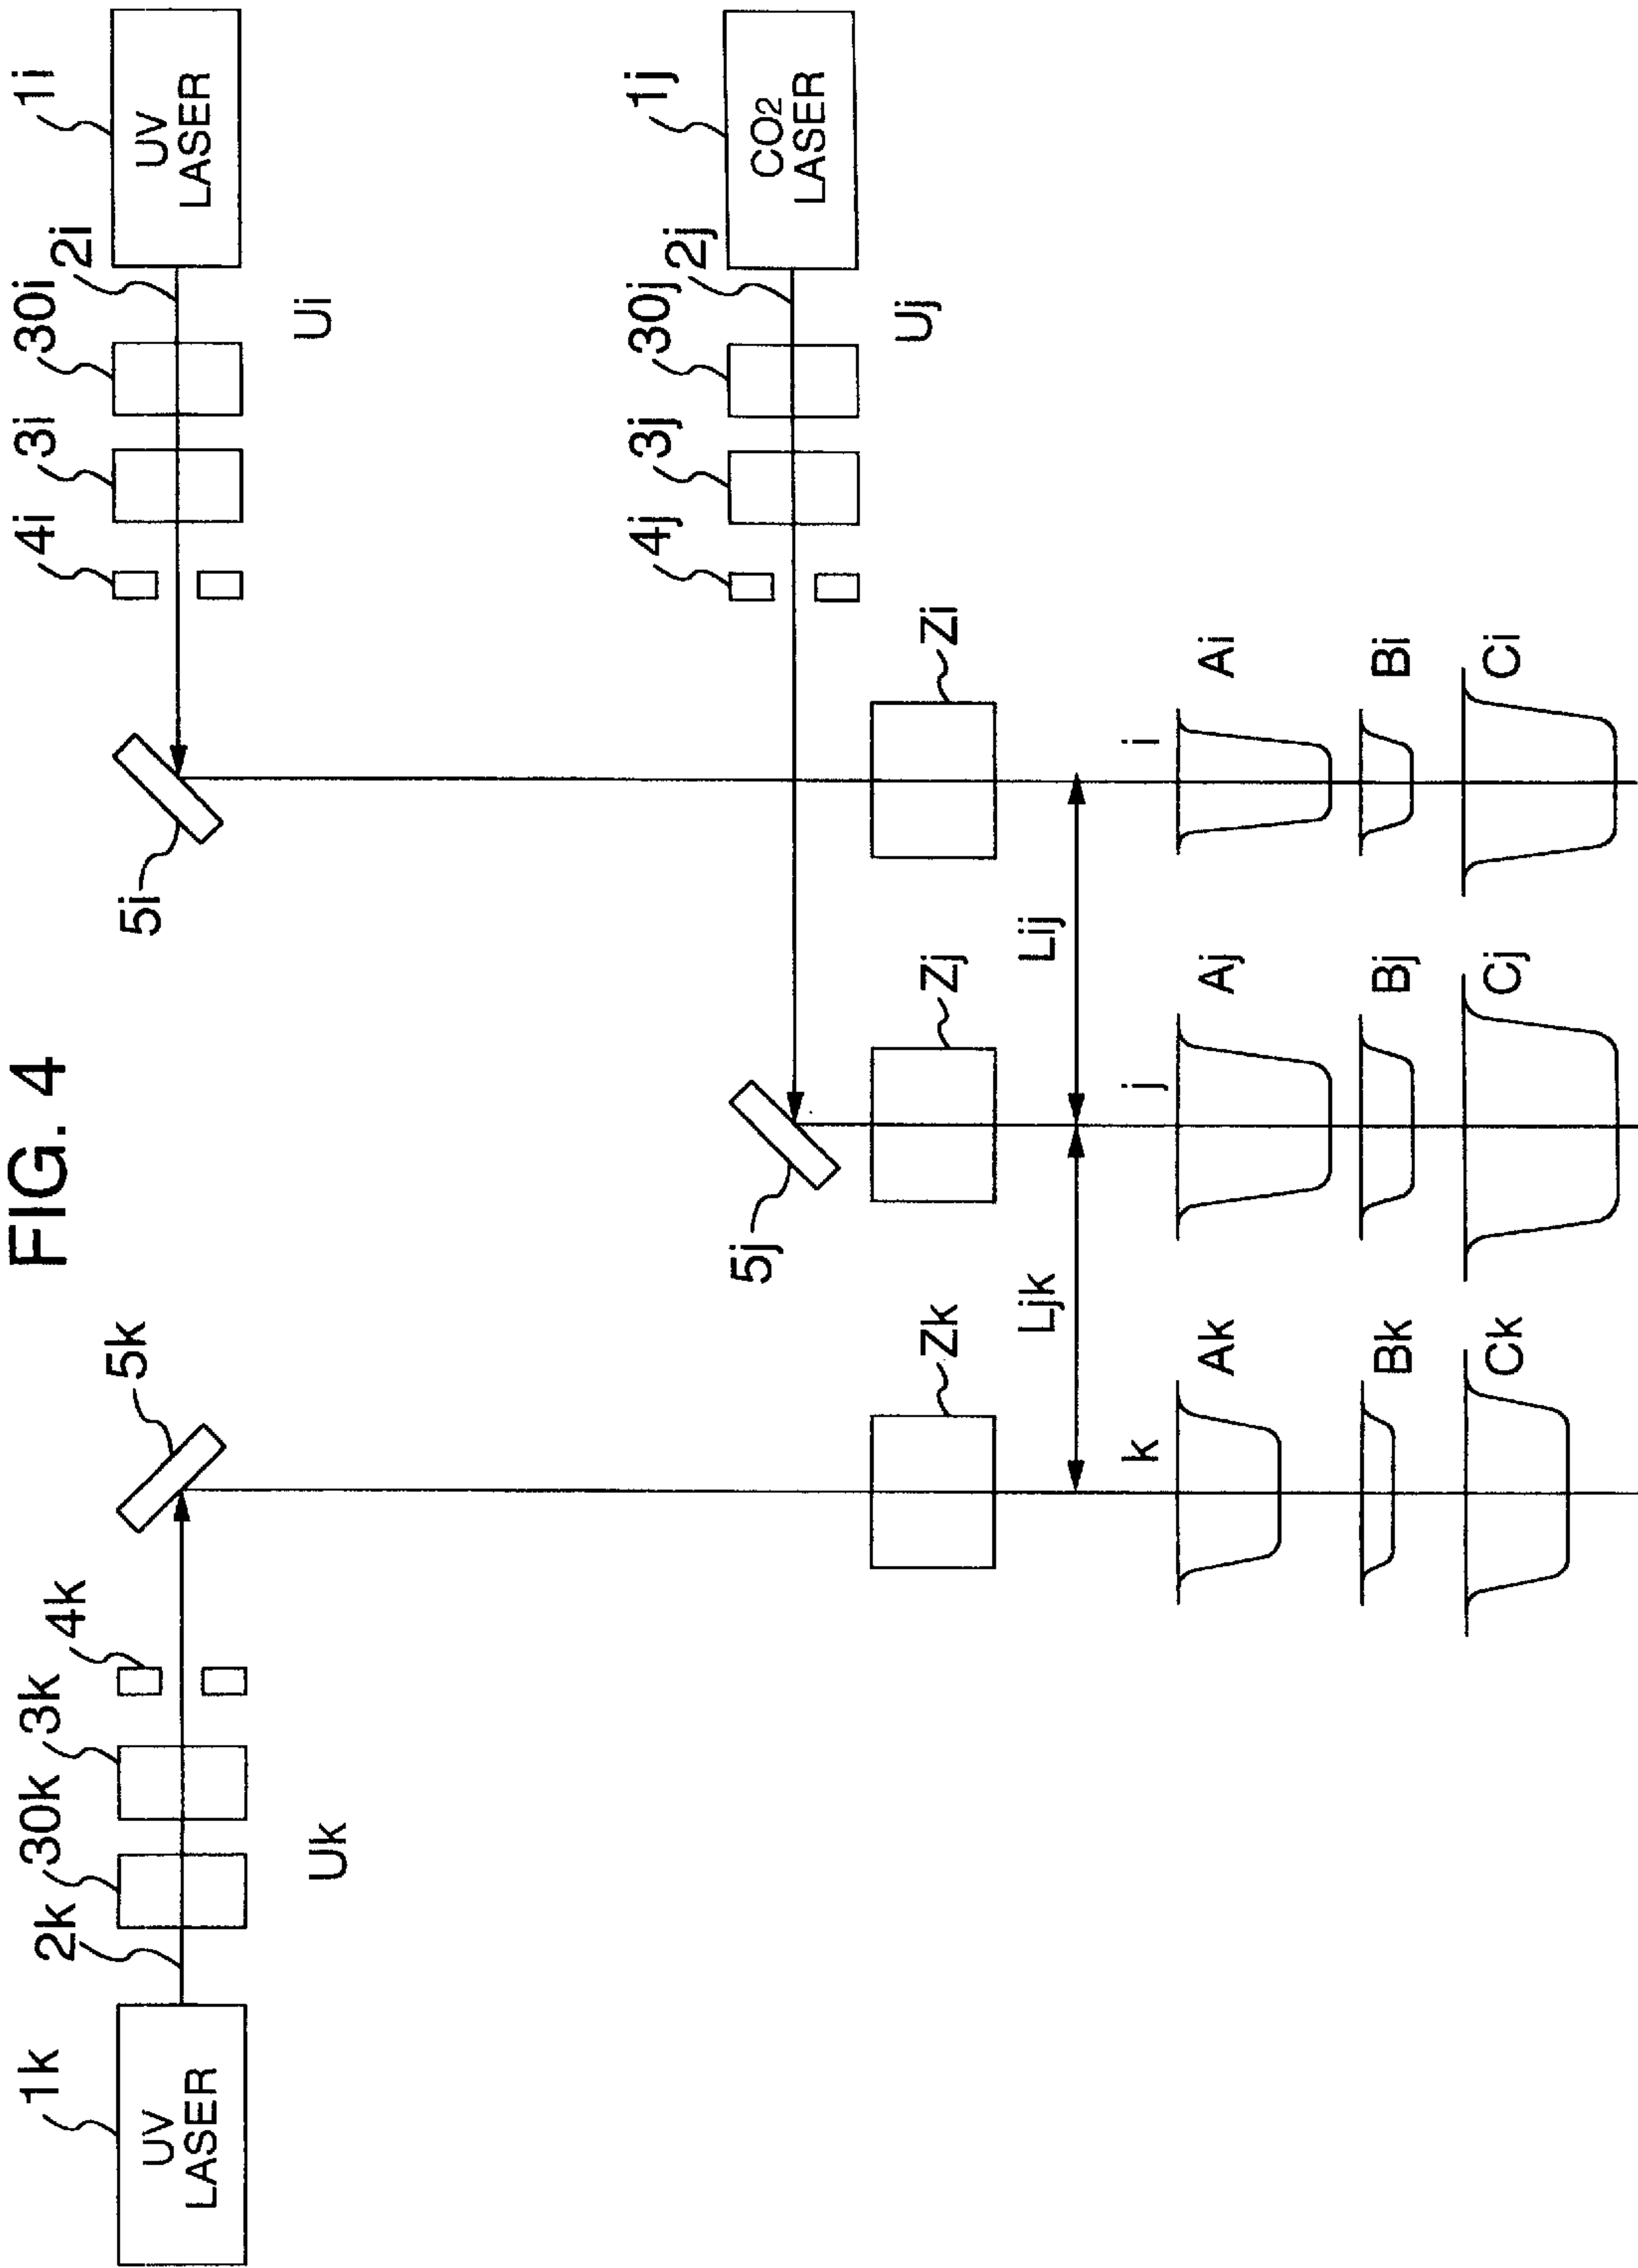 FIG. 4
1k
UV
LASER
2k
30k
3k
4k
5k
Uk
5i
4i
3i
30i
2i
1i
UV
LASER
Ui
5j
4j
3j
30j
2j
1j
CO2
LASER
Uj
Zk
Zj
Zi
Ljk
Lij
k
j
i
Ak
Aj
Ai
Bk
Bj
Bi
Ck
Cj
Ci